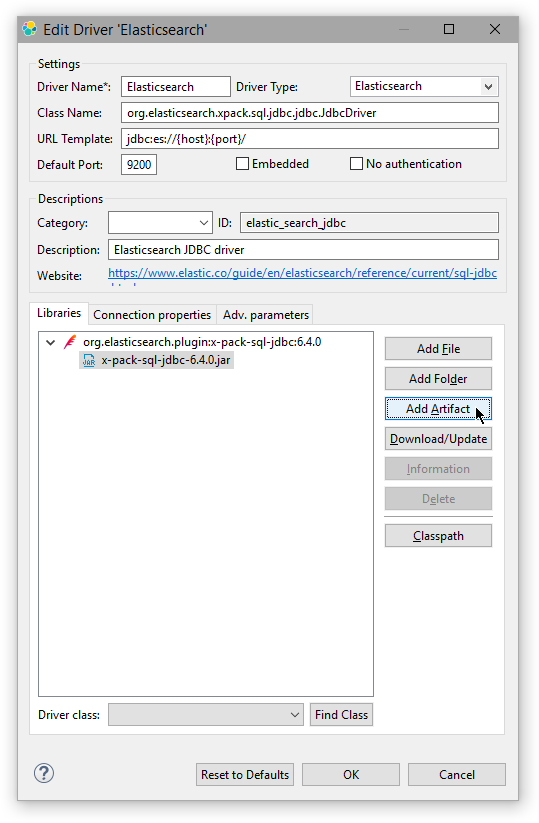 Edit Driver 'Elasticsearch'
Settings
Driver Name*: Elasticsearch Driver Type: Elasticsearch
Class Name: org.elasticsearch.xpack.sql.jdbc.jdbc.JdbcDriver
URL Template: jdbc:es://{host}:{port}/
Default Port: 9200 Embedded No authentication
Descriptions
Category: ID: elastic_search_jdbc
Description: Elasticsearch JDBC driver
Website: https://www.elastic.co/guide/en/elasticsearch/reference/current/sql-jdbc
Libraries Connection properties Adv. parameters
org.elasticsearch.plugin:x-pack-sql-jdbc:6.4.0
JAR x-pack-sql-jdbc-6.4.0.jar
Add File
Add Folder
Add Artifact
Download/Update
Information
Delete
Classpath
Driver class: Find Class
? Reset to Defaults OK Cancel